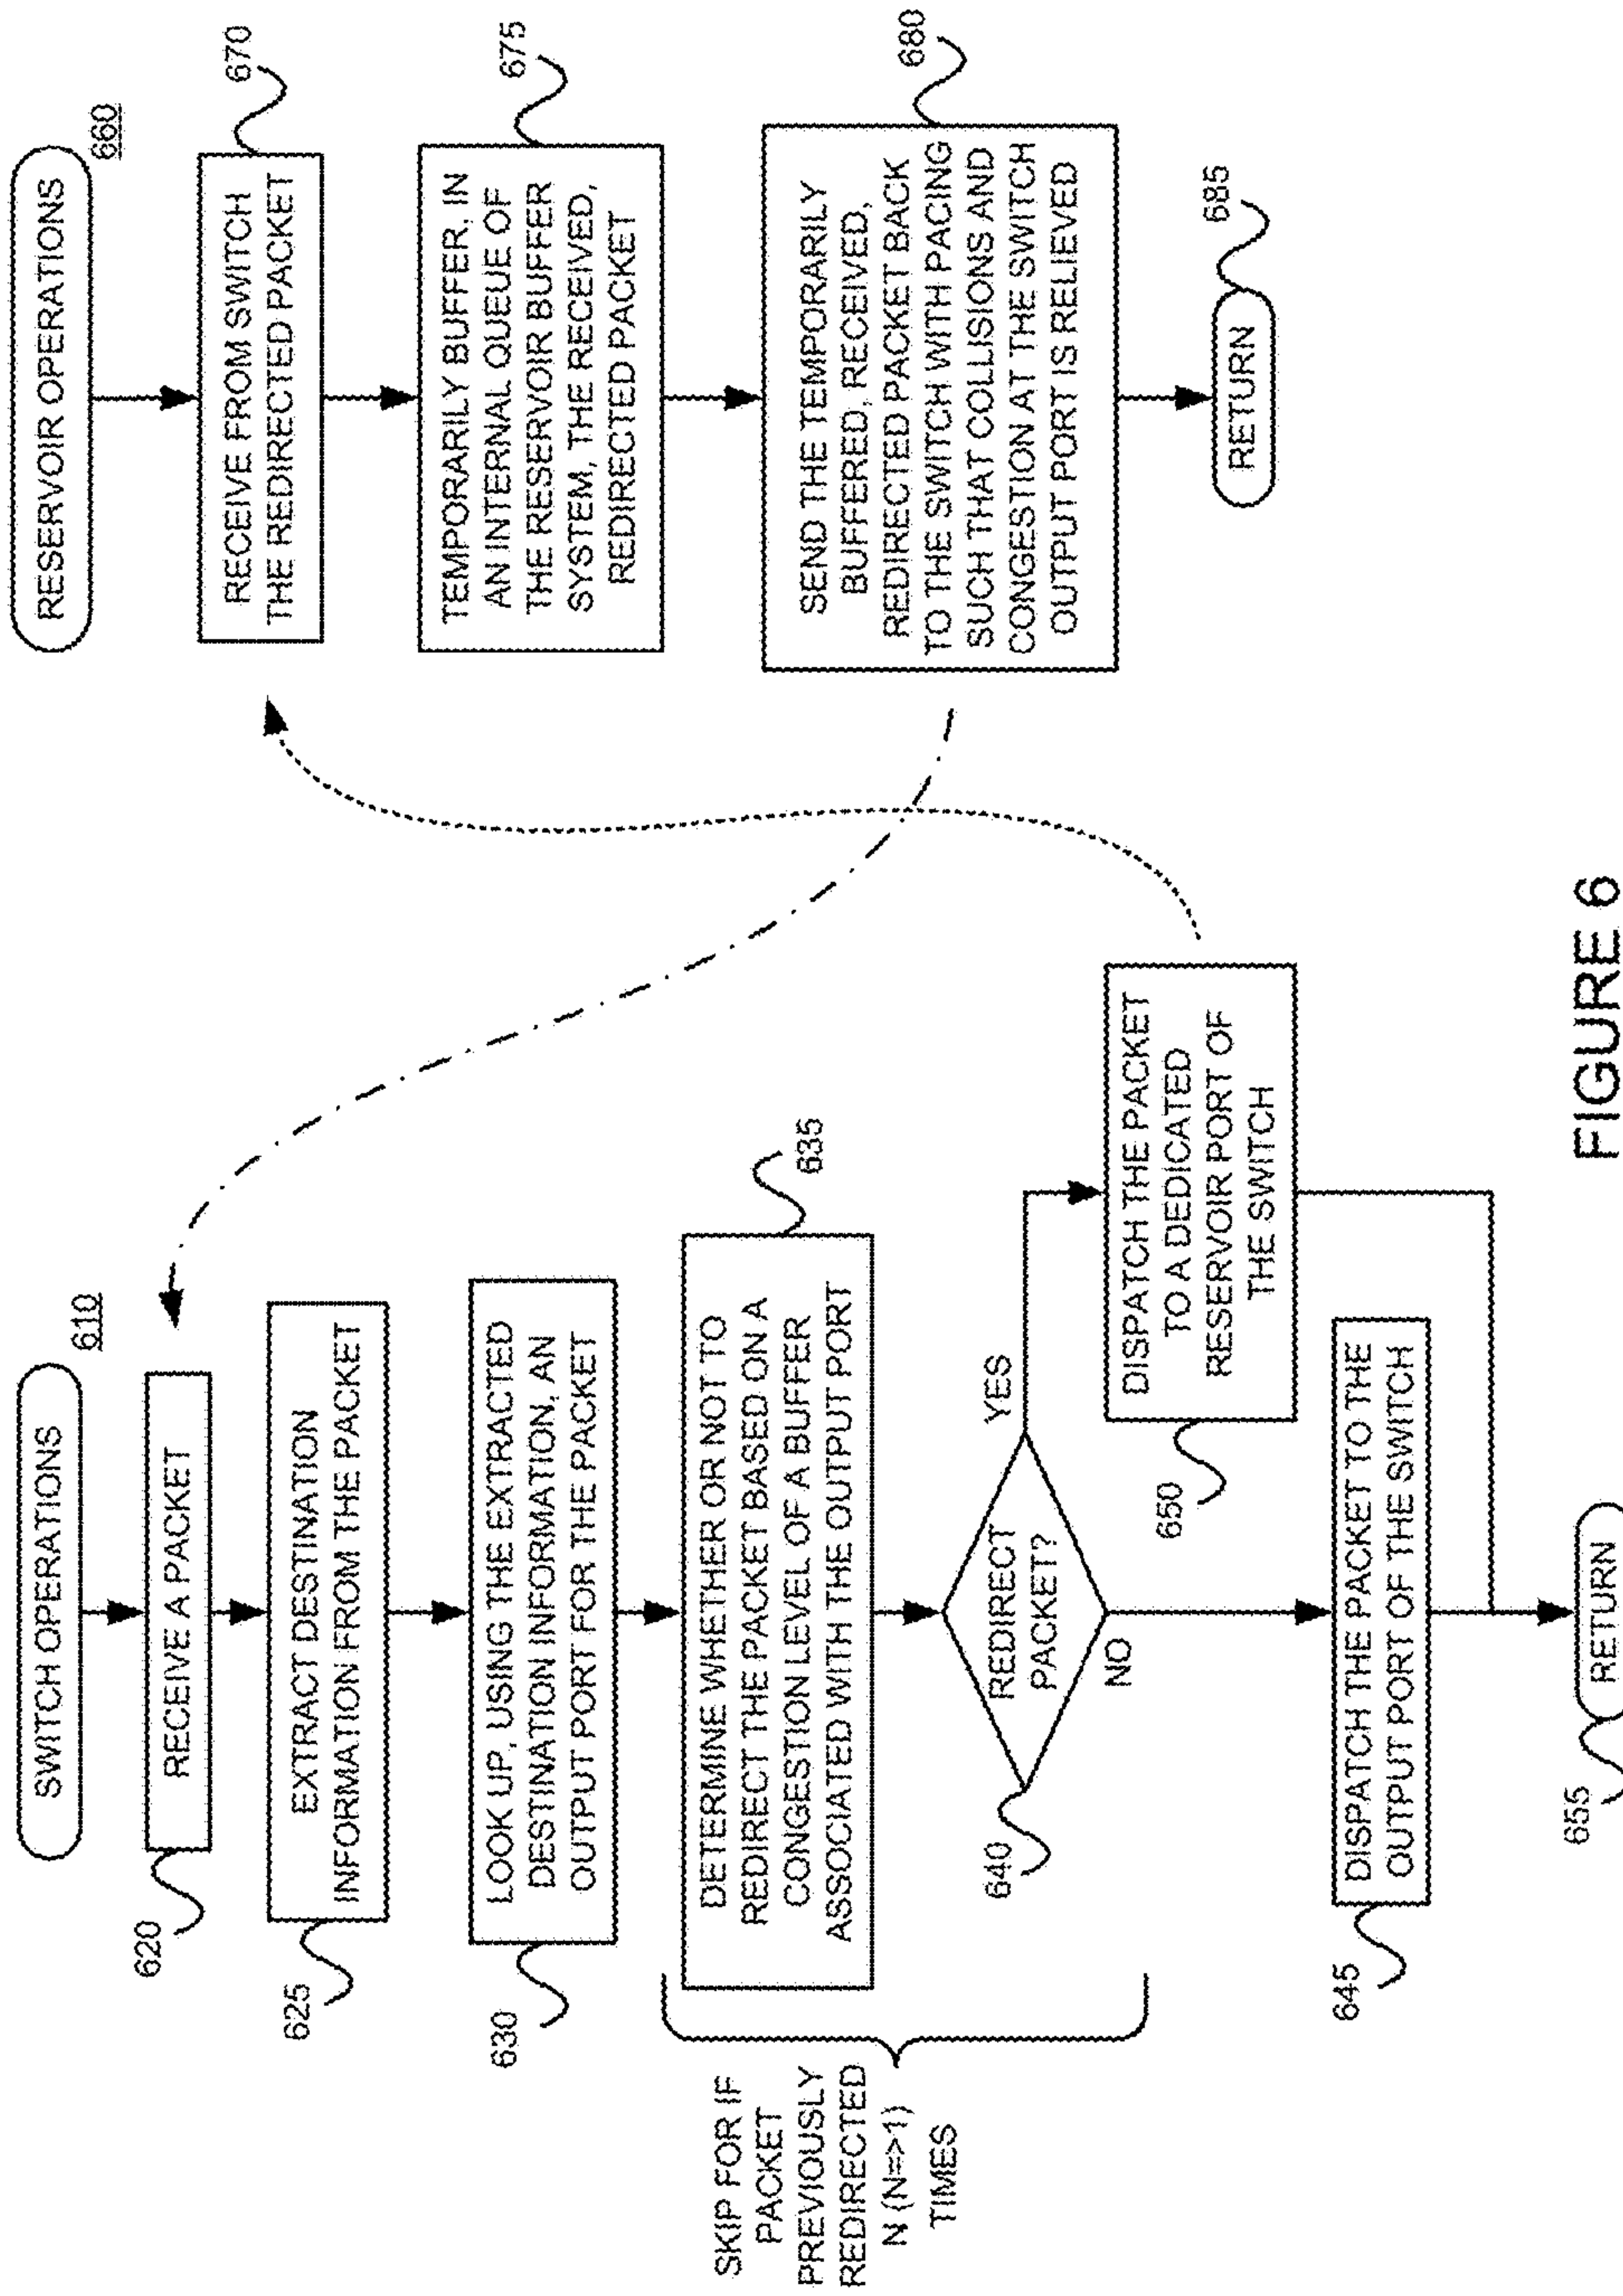 SWITCH OPERATIONS
610
RECEIVE A PACKET
620
EXTRACT DESTINATION
INFORMATION FROM THE PACKET
625
LOOK UP, USING THE EXTRACTED
DESTINATION INFORMATION, AN
OUTPUT PORT FOR THE PACKET
630
DETERMINE WHETHER OR NOT TO
REDIRECT THE PACKET BASED ON A
CONGESTION LEVEL OF A BUFFER
ASSOCIATED WITH THE OUTPUT PORT
635
SKIP FOR IF
PACKET
PREVIOUSLY
REDIRECTED
N (N=>1)
TIMES
REDIRECT
PACKET?
640
YES
NO
DISPATCH THE PACKET
TO A DEDICATED
RESERVOIR PORT OF
THE SWITCH
650
DISPATCH THE PACKET TO THE
OUTPUT PORT OF THE SWITCH
645
RETURN
655
RESERVOIR OPERATIONS
660
RECEIVE FROM SWITCH
THE REDIRECTED PACKET
670
TEMPORARILY BUFFER, IN
AN INTERNAL QUEUE OF
THE RESERVOIR BUFFER
SYSTEM, THE RECEIVED,
REDIRECTED PACKET
675
SEND THE TEMPORARILY
BUFFERED, RECEIVED,
REDIRECTED PACKET BACK
TO THE SWITCH WITH PACING
SUCH THAT COLLISIONS AND
CONGESTION AT THE SWITCH
OUTPUT PORT IS RELIEVED
680
RETURN
685
FIGURE 6